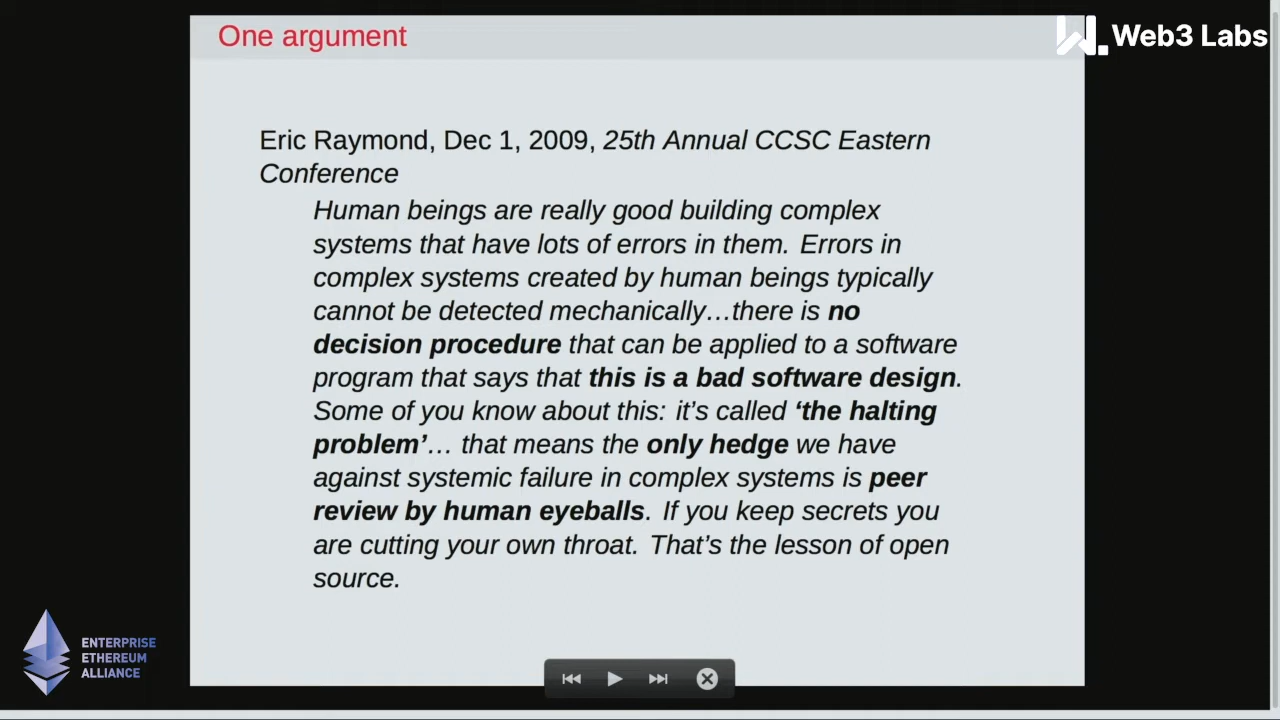 One argument
Web3 Labs
Eric Raymond, Dec 1, 2009, 25th Annual CCSC Eastern
Conference
Human beings are really good building complex
systems that have lots of errors in them. Errors in
complex systems created by human beings typically
cannot be detected mechanically…there is no
decision procedure that can be applied to a software
program that says that this is a bad software design.
Some of you know about this: it’s called ‘the halting
problem’… that means the only hedge we have
against systemic failure in complex systems is peer
review by human eyeballs. If you keep secrets you
are cutting your own throat. That’s the lesson of open
source.
ENTERPRISE
ETHEREUM
ALLIANCE